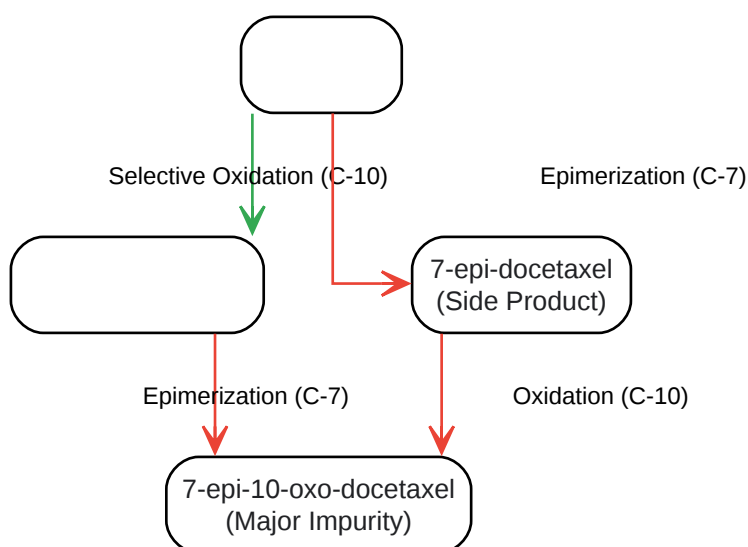 Selective Oxidation (C-10)
Epimerization (C-7)
7-epi-docetaxel
(Side Product)
Epimerization (C-7)
Oxidation (C-10)
7-epi-10-oxo-docetaxel
(Major Impurity)